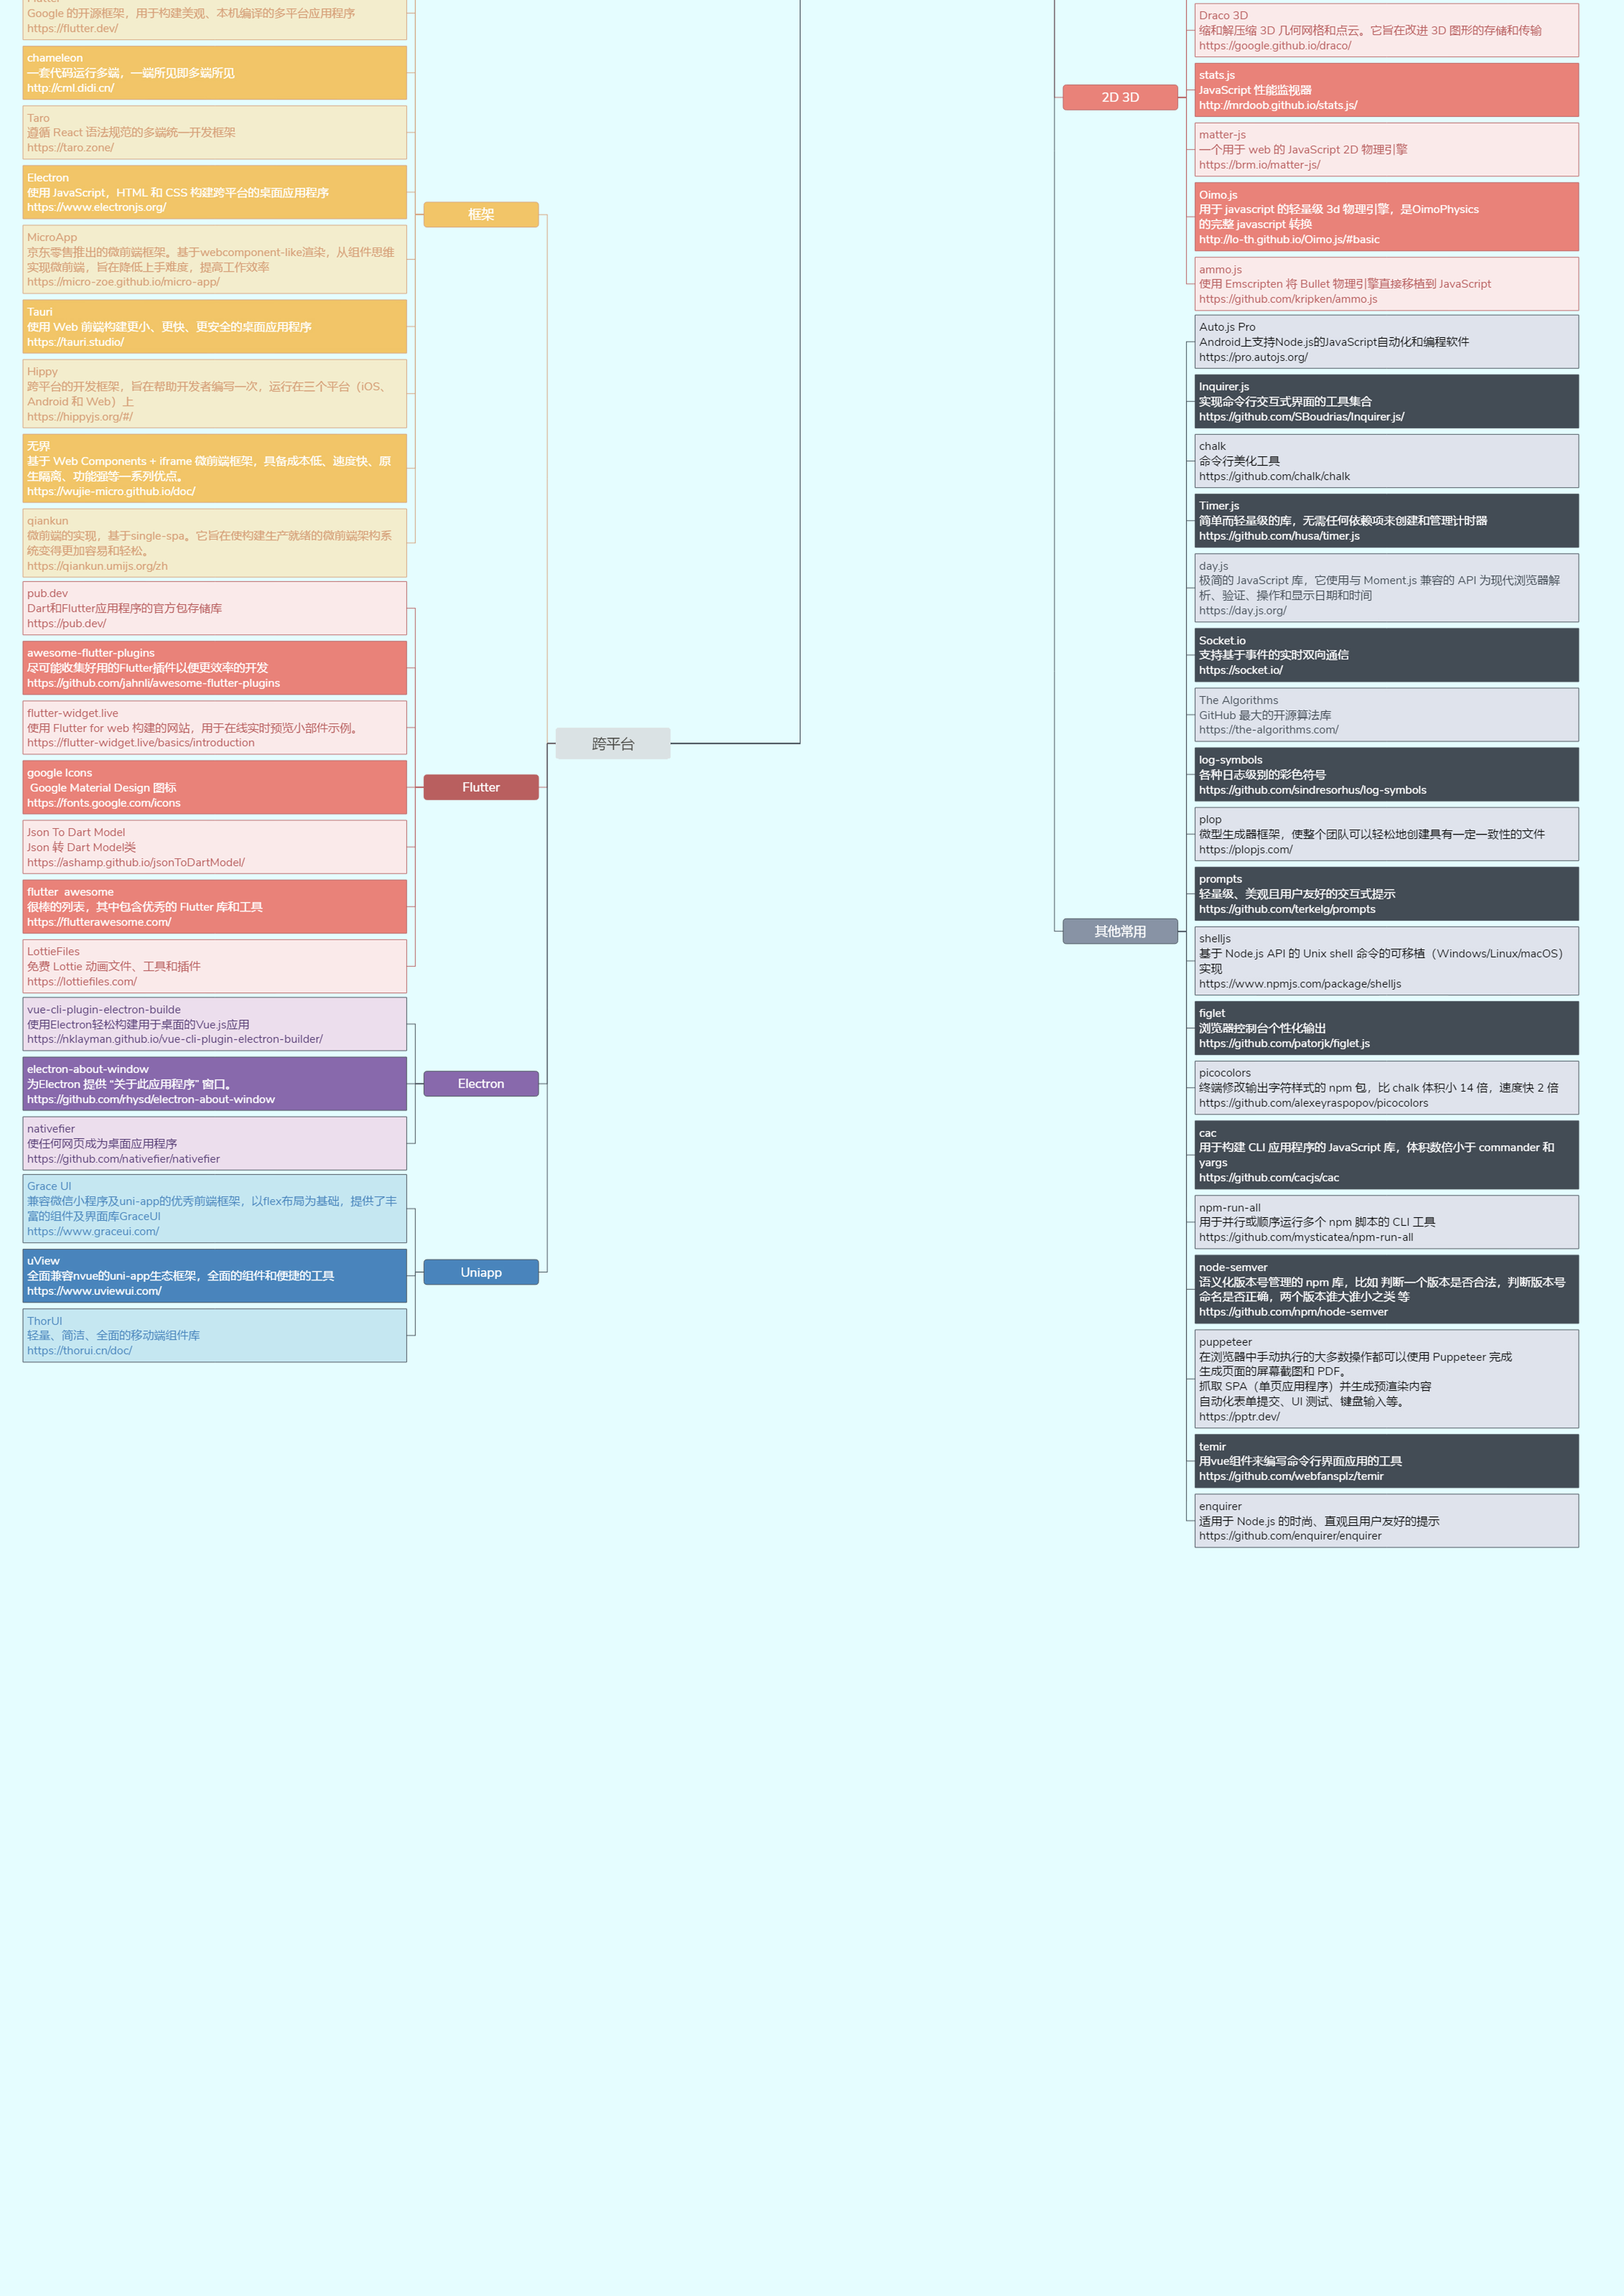 Google 的开源框架，用于构建美观、本机编译的多平台应用程序
https://flutter.dev/
chameleon
一套代码运行多端，一端所见即多端所见
http://cml.didi.cn/
Taro
遵循 React 语法规范的多端统一开发框架
https://taro.zone/
Electron
使用 JavaScript，HTML 和 CSS 构建跨平台的桌面应用程序
https://www.electronjs.org/
MicroApp
京东零售推出的微前端框架。基于webcomponent-like渲染，从组件思维
实现微前端，旨在降低上手难度，提高工作效率
https://micro-zoe.github.io/micro-app/
Tauri
使用 Web 前端构建更小、更快、更安全的桌面应用程序
https://tauri.studio/
Hippy
跨平台的开发框架，旨在帮助开发者编写一次，运行在三个平台（iOS、
Android 和 Web）上
https://hippyjs.org/#/
无界
基于 Web Components + iframe 微前端框架，具备成本低、速度快、原
生隔离、功能强等一系列优点。
https://wujie-micro.github.io/doc/
qiankun
微前端的实现，基于single-spa。它旨在使构建生产就绪的微前端架构系
统变得更加容易和轻松。
https://qiankun.umijs.org/zh
框架
pub.dev
Dart和Flutter应用程序的官方包存储库
https://pub.dev/
awesome-flutter-plugins
尽可能收集好用的Flutter插件以便更效率的开发
https://github.com/jahnli/awesome-flutter-plugins
flutter-widget.live
使用 Flutter for web 构建的网站，用于在线实时预览小部件示例。
https://flutter-widget.live/basics/introduction
google Icons
Google Material Design 图标
https://fonts.google.com/icons
Json To Dart Model
Json 转 Dart Model类
https://ashamp.github.io/jsonToDartModel/
flutter  awesome
很棒的列表，其中包含优秀的 Flutter 库和工具
https://flutterawesome.com/
LottieFiles
免费 Lottie 动画文件、工具和插件
https://lottiefiles.com/
Flutter
vue-cli-plugin-electron-builde
使用Electron轻松构建用于桌面的Vue.js应用
https://nklayman.github.io/vue-cli-plugin-electron-builder/
electron-about-window
为Electron 提供 “关于此应用程序” 窗口。
https://github.com/rhysd/electron-about-window
nativefier
使任何网页成为桌面应用程序
https://github.com/nativefier/nativefier
Electron
Grace UI
兼容微信小程序及uni-app的优秀前端框架，以flex布局为基础，提供了丰
富的组件及界面库GraceUI
https://www.graceui.com/
uView
全面兼容nvue的uni-app生态框架，全面的组件和便捷的工具
https://www.uviewui.com/
ThorUI
轻量、简洁、全面的移动端组件库
https://thorui.cn/doc/
Uniapp
跨平台
2D 3D
Draco 3D
缩和解压缩 3D 几何网格和点云。它旨在改进 3D 图形的存储和传输
https://google.github.io/draco/
stats.js
JavaScript 性能监视器
http://mrdoob.github.io/stats.js/
matter-js
一个用于 web 的 JavaScript 2D 物理引擎
https://brm.io/matter-js/
Oimo.js
用于 javascript 的轻量级 3d 物理引擎，是OimoPhysics
的完整 javascript 转换
http://lo-th.github.io/Oimo.js/#basic
ammo.js
使用 Emscripten 将 Bullet 物理引擎直接移植到 JavaScript
https://github.com/kripken/ammo.js
其他常用
Auto.js Pro
Android上支持Node.js的JavaScript自动化和编程软件
https://pro.autojs.org/
Inquirer.js
实现命令行交互式界面的工具集合
https://github.com/SBoudrias/Inquirer.js/
chalk
命令行美化工具
https://github.com/chalk/chalk
Timer.js
简单而轻量级的库，无需任何依赖项来创建和管理计时器
https://github.com/husa/timer.js
day.js
极简的 JavaScript 库，它使用与 Moment.js 兼容的 API 为现代浏览器解
析、验证、操作和显示日期和时间
https://day.js.org/
Socket.io
支持基于事件的实时双向通信
https://socket.io/
The Algorithms
GitHub 最大的开源算法库
https://the-algorithms.com/
log-symbols
各种日志级别的彩色符号
https://github.com/sindresorhus/log-symbols
plop
微型生成器框架，使整个团队可以轻松地创建具有一定一致性的文件
https://plopjs.com/
prompts
轻量级、美观且用户友好的交互式提示
https://github.com/terkelg/prompts
shelljs
基于 Node.js API 的 Unix shell 命令的可移植（Windows/Linux/macOS）
实现
https://www.npmjs.com/package/shelljs
figlet
浏览器控制台个性化输出
https://github.com/patorjk/figlet.js
picocolors
终端修改输出字符样式的 npm 包，比 chalk 体积小 14 倍，速度快 2 倍
https://github.com/alexeyraspopov/picocolors
cac
用于构建 CLI 应用程序的 JavaScript 库，体积数倍小于 commander 和
yargs
https://github.com/cacjs/cac
npm-run-all
用于并行或顺序运行多个 npm 脚本的 CLI 工具
https://github.com/mysticatea/npm-run-all
node-semver
语义化版本号管理的 npm 库，比如 判断一个版本是否合法，判断版本号
命名是否正确，两个版本谁大谁小之类 等
https://github.com/npm/node-semver
puppeteer
在浏览器中手动执行的大多数操作都可以使用 Puppeteer 完成
生成页面的屏幕截图和 PDF。
抓取 SPA（单页应用程序）并生成预渲染内容
自动化表单提交、UI 测试、键盘输入等。
https://pptr.dev/
temir
用vue组件来编写命令行界面应用的工具
https://github.com/webfansplz/temir
enquirer
适用于 Node.js 的时尚、直观且用户友好的提示
https://github.com/enquirer/enquirer